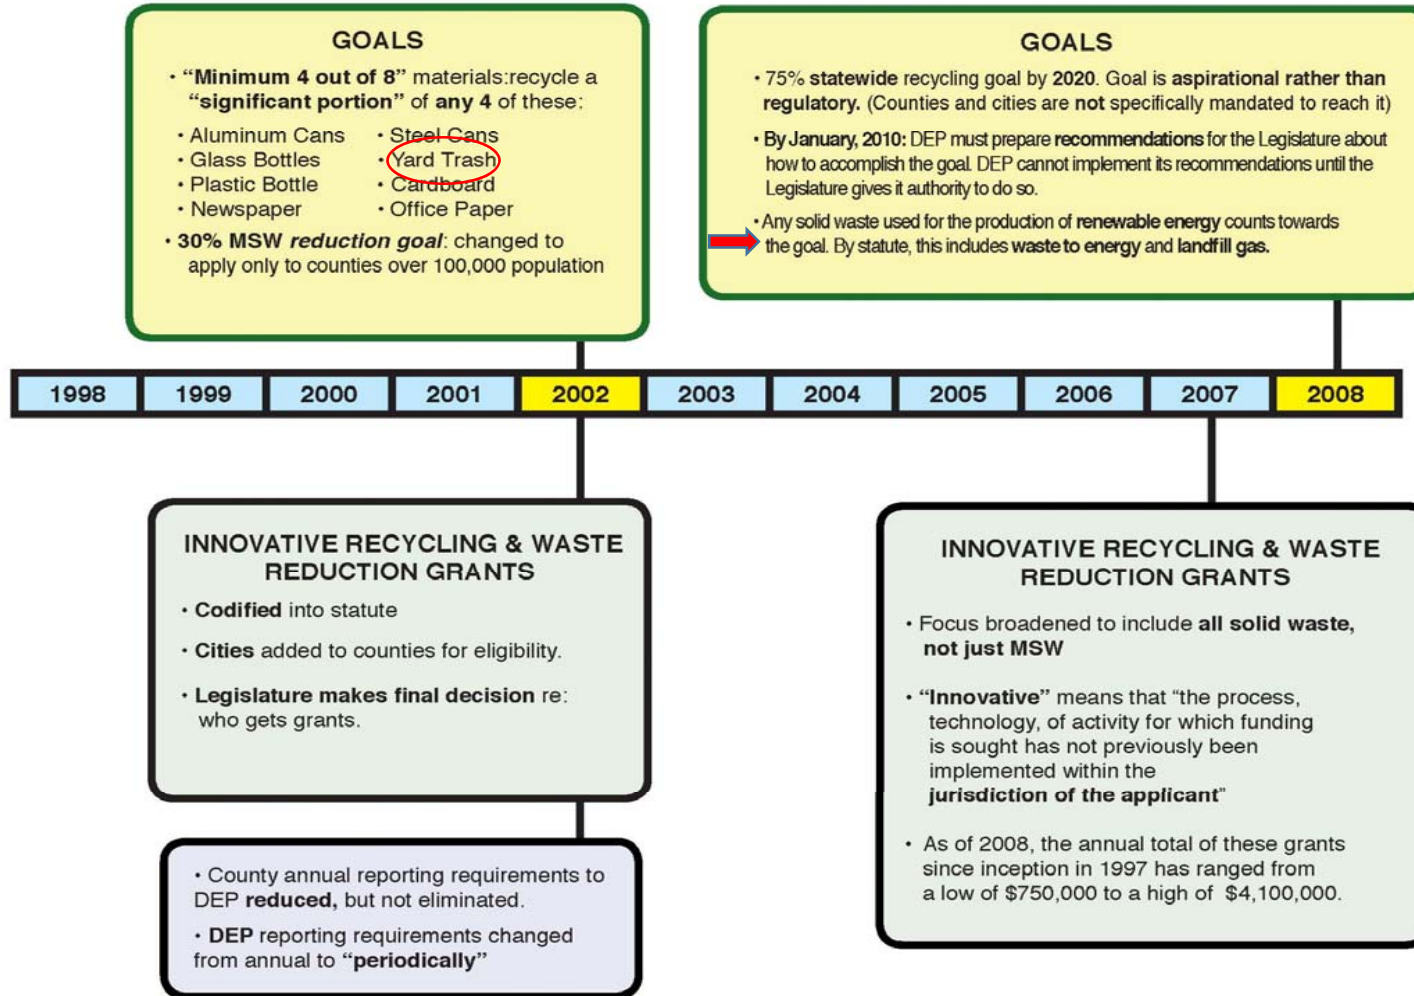 GOALS
• “Minimum 4 out of 8” materials:recycle a
“significant portion” of any 4 of these:
• Aluminum Cans
• Glass Bottles
• Plastic Bottle
• Newspaper
• Steel Cans
• Yard Trash
• Cardboard
• Office Paper
• 30% MSW reduction goal: changed to
apply only to counties over 100,000 population
GOALS
• 75% statewide recycling goal by 2020. Goal is aspirational rather than
regulatory. (Counties and cities are not specifically mandated to reach it)
• By January, 2010: DEP must prepare recommendations for the Legislature about
how to accomplish the goal. DEP cannot implement its recommendations until the
Legislature gives it authority to do so.
• Any solid waste used for the production of renewable energy counts towards
the goal. By statute, this includes waste to energy and landfill gas.
1998 1999 2000 2001 2002 2003 2004 2005 2006 2007 2008
INNOVATIVE RECYCLING & WASTE
REDUCTION GRANTS
• Codified into statute
• Cities added to counties for eligibility.
• Legislature makes final decision re:
who gets grants.
• County annual reporting requirements to
DEP reduced, but not eliminated.
• DEP reporting requirements changed
from annual to “periodically”
INNOVATIVE RECYCLING & WASTE
REDUCTION GRANTS
• Focus broadened to include all solid waste,
not just MSW
• “Innovative” means that “the process,
technology, of activity for which funding
is sought has not previously been
implemented within the
jurisdiction of the applicant”
• As of 2008, the annual total of these grants
since inception in 1997 has ranged from
a low of $750,000 to a high of $4,100,000.